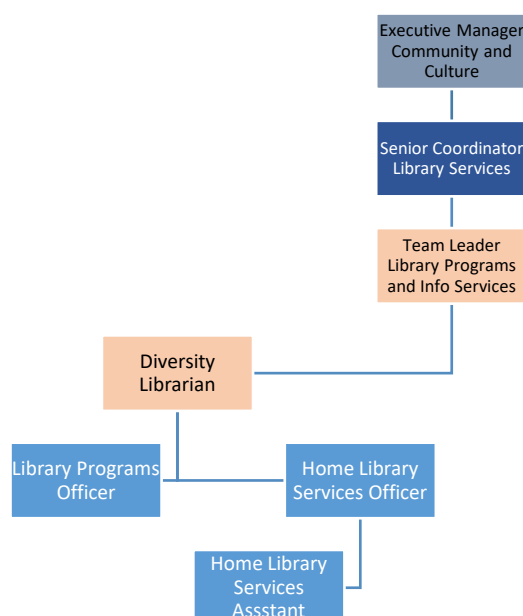 Executive Manager
Community and
Culture
Senior Coordinator
Library Services
Team Leader
Library Programs
and Info Services
Diversity
Librarian
Library Programs
Officer
Home Library
Services Officer
Home Library
Services
Assstant